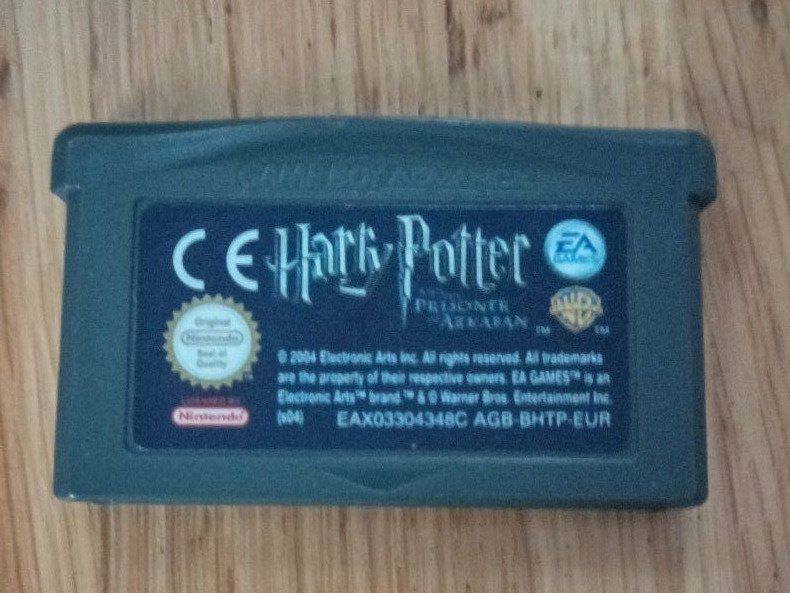 GAME BOY ADVANCE
CE Harry Potter
EA
GAMES
PRISONER
AZKABAN TM TM
Original
Nintendo
Seal of
Quality
LICENSED BY
Nintendo
© 2004 Electronic Arts Inc. All rights reserved. All trademarks
are the property of their respective owners. EA GAMES™ is an
Electronic Arts™ brand.™ & © Warner Bros. Entertainment Inc.
(s04) EAX03304348C AGB-BHTP-EUR